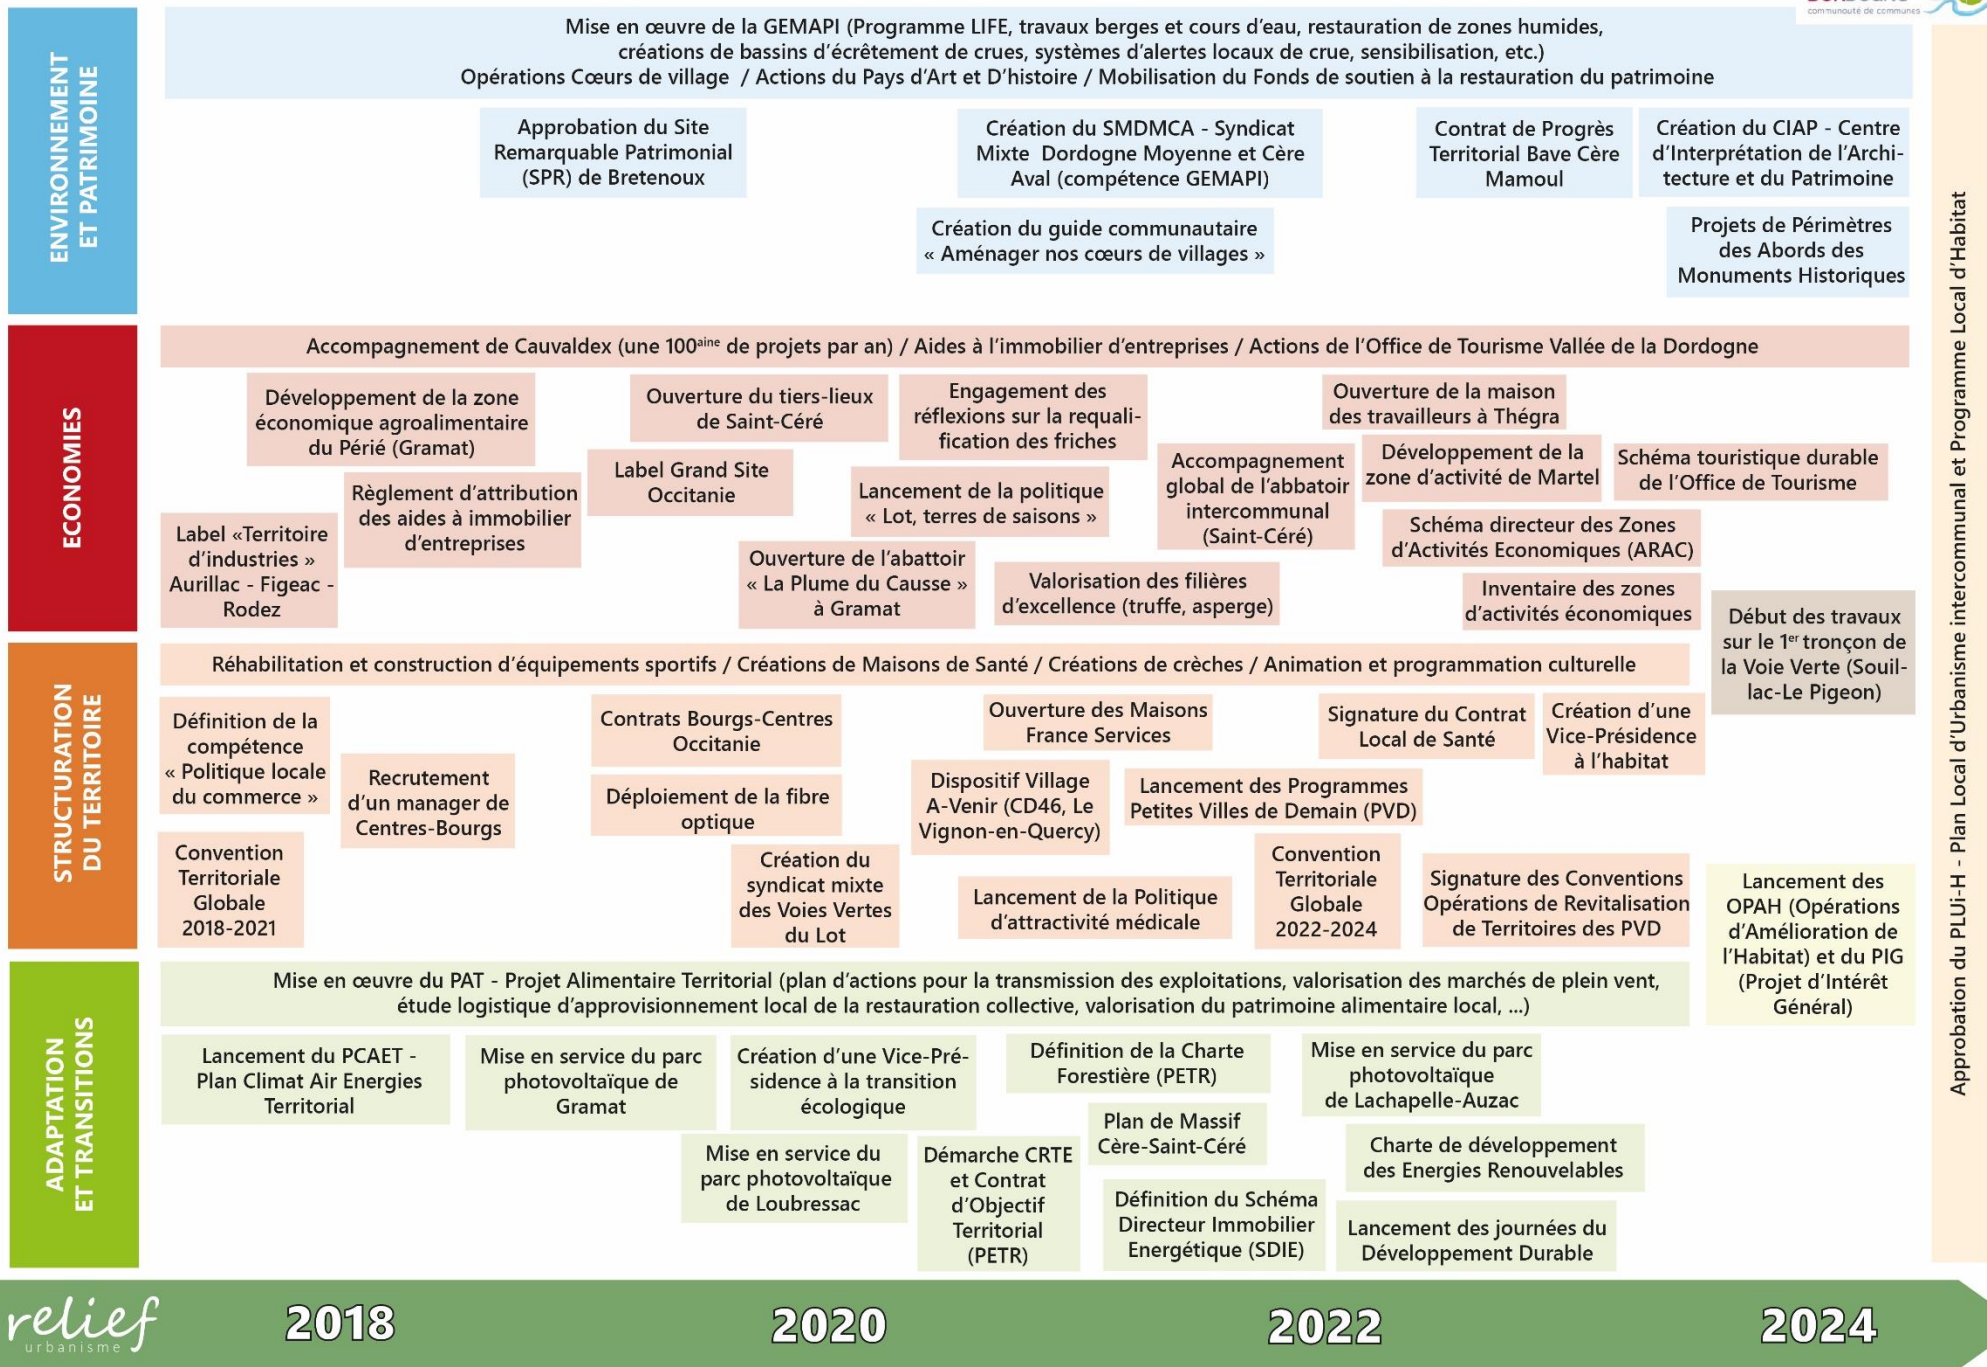 communauté de communes
ENVIRONNEMENT
ET PATRIMOINE
Mise en œuvre de la GEMAPI (Programme LIFE, travaux berges et cours d'eau, restauration de zones humides,
créations de bassins d'écrêtement de crues, systèmes d'alertes locaux de crue, sensibilisation, etc.)
Opérations Cœurs de village / Actions du Pays d'Art et D'histoire / Mobilisation du Fonds de soutien à la restauration du patrimoine
Approbation du Site
Remarquable Patrimonial
(SPR) de Bretenoux
Création du SMDMCA - Syndicat
Mixte Dordogne Moyenne et Cère
Aval (compétence GEMAPI)
Contrat de Progrès
Territorial Bave Cère
Mamoul
Création du CIAP - Centre
d'Interprétation de l'Archi-
tecture et du Patrimoine
Création du guide communautaire
« Aménager nos cœurs de villages »
Projets de Périmètres
des Abords des
Monuments Historiques
ECONOMIES
Accompagnement de Cauvaldex (une 100aine de projets par an) / Aides à l'immobilier d'entreprises / Actions de l'Office de Tourisme Vallée de la Dordogne
Développement de la zone
économique agroalimentaire
du Périé (Gramat)
Ouverture du tiers-lieux
de Saint-Céré
Engagement des
réflexions sur la requali-
fication des friches
Ouverture de la maison
des travailleurs à Thégra
Label «Territoire
d'industries »
Aurillac - Figeac -
Rodez
Règlement d'attribution
des aides à immobilier
d'entreprises
Label Grand Site
Occitanie
Lancement de la politique
« Lot, terres de saisons »
Accompagnement
global de l'abbatoir
intercommunal
(Saint-Céré)
Développement de la
zone d'activité de Martel
Schéma touristique durable
de l'Office de Tourisme
Ouverture de l'abattoir
« La Plume du Causse »
à Gramat
Valorisation des filières
d'excellence (truffe, asperge)
Schéma directeur des Zones
d'Activités Economiques (ARAC)
Inventaire des zones
d'activités économiques
Début des travaux
sur le 1er tronçon de
la Voie Verte (Souil-
lac-Le Pigeon)
STRUCTURATION
DU TERRITOIRE
Réhabilitation et construction d'équipements sportifs / Créations de Maisons de Santé / Créations de crèches / Animation et programmation culturelle
Définition de la
compétence
« Politique locale
du commerce »
Recrutement
d'un manager de
Centres-Bourgs
Contrats Bourgs-Centres
Occitanie
Ouverture des Maisons
France Services
Signature du Contrat
Local de Santé
Création d'une
Vice-Présidence
à l'habitat
Déploiement de la fibre
optique
Dispositif Village
A-Venir (CD46, Le
Vignon-en-Quercy)
Lancement des Programmes
Petites Villes de Demain (PVD)
Convention
Territoriale
Globale
2018-2021
Création du
syndicat mixte
des Voies Vertes
du Lot
Lancement de la Politique
d'attractivité médicale
Convention
Territoriale
Globale
2022-2024
Signature des Conventions
Opérations de Revitalisation
de Territoires des PVD
Lancement des
OPAH (Opérations
d'Amélioration de
l'Habitat) et du PIG
(Projet d'Intérêt
Général)
ADAPTATION
ET TRANSITIONS
Mise en œuvre du PAT - Projet Alimentaire Territorial (plan d'actions pour la transmission des exploitations, valorisation des marchés de plein vent,
étude logistique d'approvisionnement local de la restauration collective, valorisation du patrimoine alimentaire local, ...)
Lancement du PCAET -
Plan Climat Air Energies
Territorial
Mise en service du parc
photovoltaïque de
Gramat
Création d'une Vice-Pré-
sidence à la transition
écologique
Définition de la Charte
Forestière (PETR)
Mise en service du parc
photovoltaïque
de Lachapelle-Auzac
Mise en service du
parc photovoltaïque
de Loubressac
Démarche CRTE
et Contrat
d'Objectif
Territorial
(PETR)
Plan de Massif
Cère-Saint-Céré
Charte de développement
des Energies Renouvelables
Définition du Schéma
Directeur Immobilier
Energétique (SDIE)
Lancement des journées du
Développement Durable
Approbation du PLUi-H - Plan Local d'Urbanisme intercommunal et Programme Local d'Habitat
relief
urbanisme
2018
2020
2022
2024